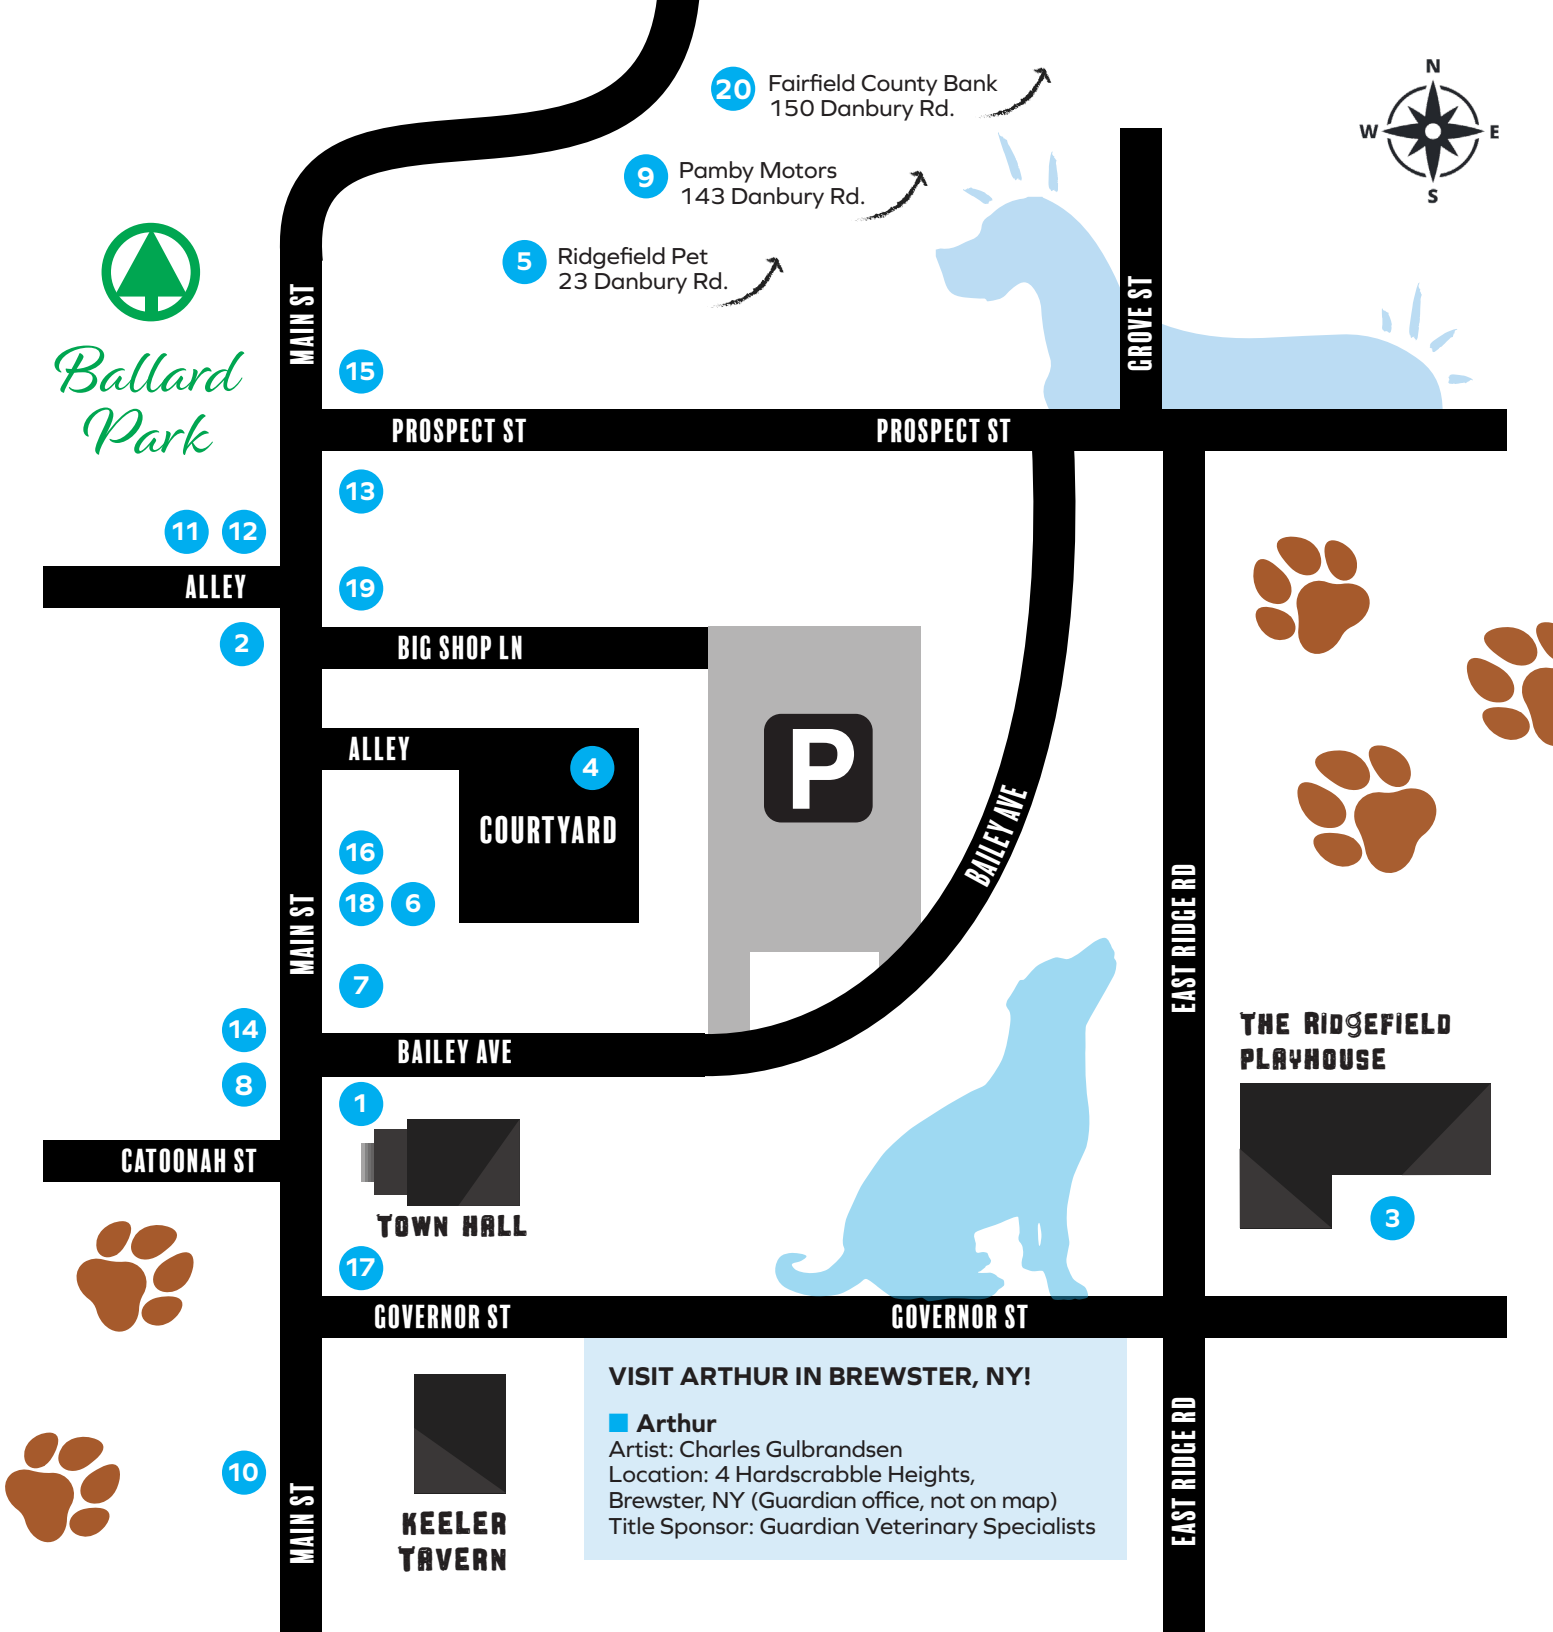 20
Fairfield County Bank
150 Danbury Rd.
N
W
E
S
9
Pamby Motors
143 Danbury Rd.
5
Ridgefield Pet
23 Danbury Rd.
MAIN ST
GROVE ST
Ballard
Park
15
PROSPECT ST
PROSPECT ST
13
11
12
ALLEY
19
2
BIG SHOP LN
ALLEY
4
P
COURTYARD
BAILEY AVE
16
18
6
MAIN ST
EAST RIDGE RD
7
14
BAILEY AVE
THE RIDGEFIELD
PLAYHOUSE
8
1
CATOONAH ST
TOWN HALL
3
17
GOVERNOR ST
GOVERNOR ST
VISIT ARTHUR IN BREWSTER, NY!
Arthur
Artist: Charles Gulbrandsen
Location: 4 Hardscrabble Heights,
Brewster, NY (Guardian office, not on map)
Title Sponsor: Guardian Veterinary Specialists
10
MAIN ST
KEELER
TAVERN
EAST RIDGE RD